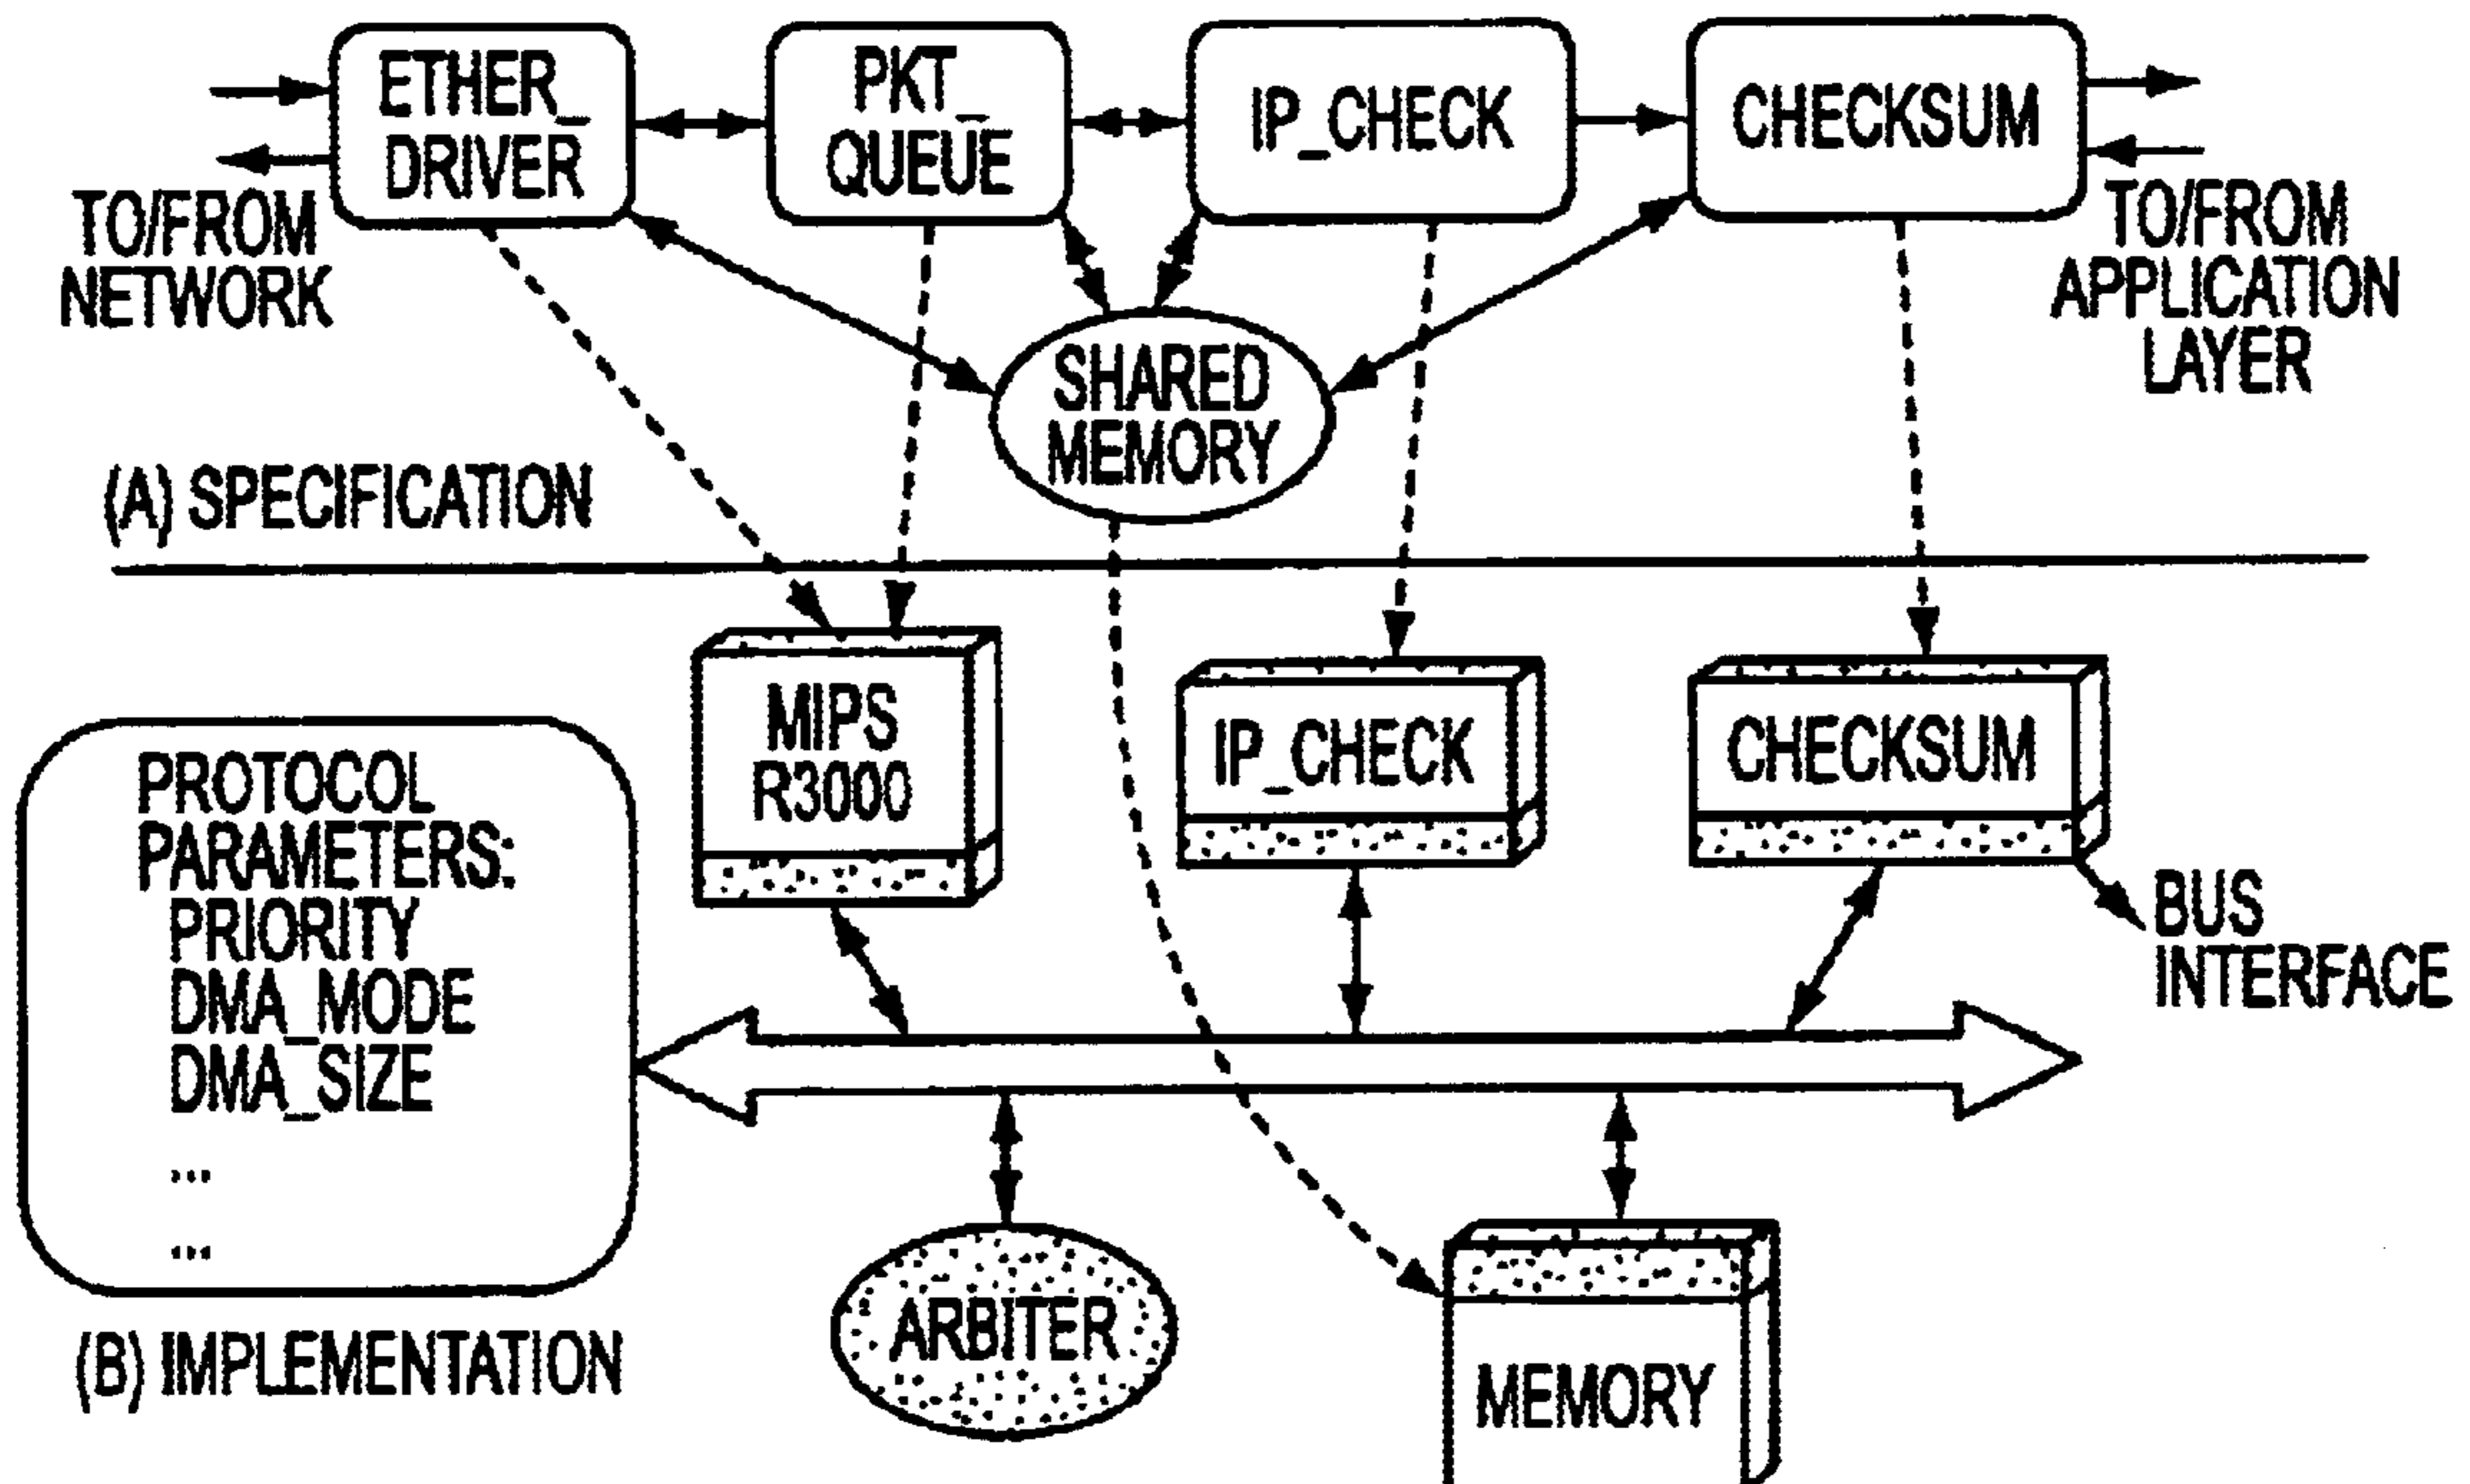 ETHER_
DRIVER
PKT_
QUEUE
IP_CHECK
CHECKSUM
TO/FROM
NETWORK
TO/FROM
APPLICATION
LAYER
SHARED
MEMORY
(A) SPECIFICATION
MIPS
R3000
IP_CHECK
CHECKSUM
BUS
INTERFACE
PROTOCOL
PARAMETERS:
PRIORITY
DMA_MODE
DMA_SIZE
...
...
ARBITER
MEMORY
(B) IMPLEMENTATION